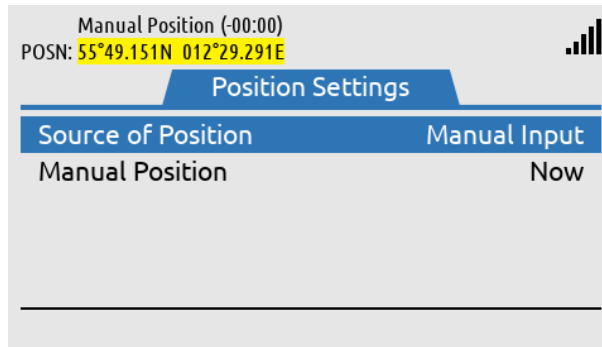 Manual Position (-00:00)
POSN: 55°49.151N 012°29.291E
Position Settings
Source of Position Manual Input
Manual Position Now